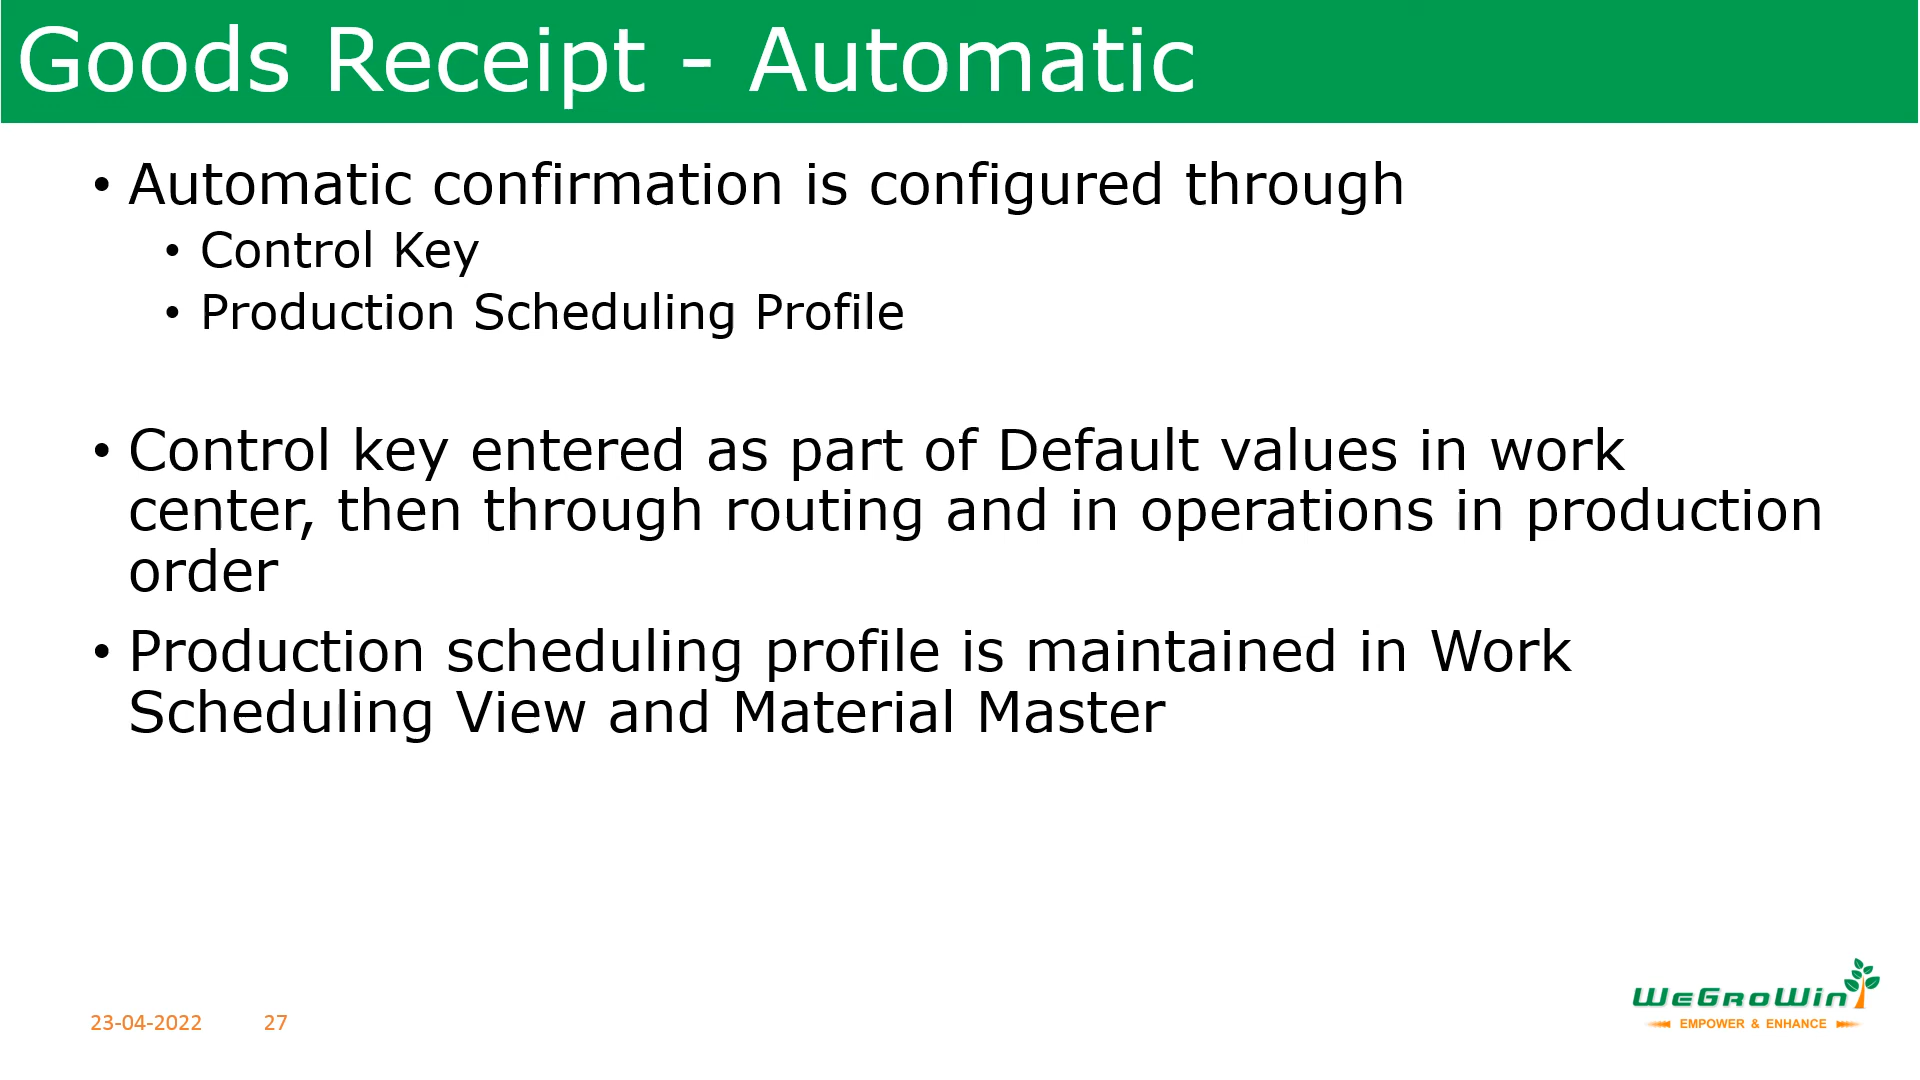 Goods Receipt - Automatic
• Automatic confirmation is configured through
• Control Key
• Production Scheduling Profile
• Control key entered as part of Default values in work
center, then through routing and in operations in production
order
• Production scheduling profile is maintained in Work
Scheduling View and Material Master
23-04-2022 27
WeGroWin
EMPOWER & ENHANCE